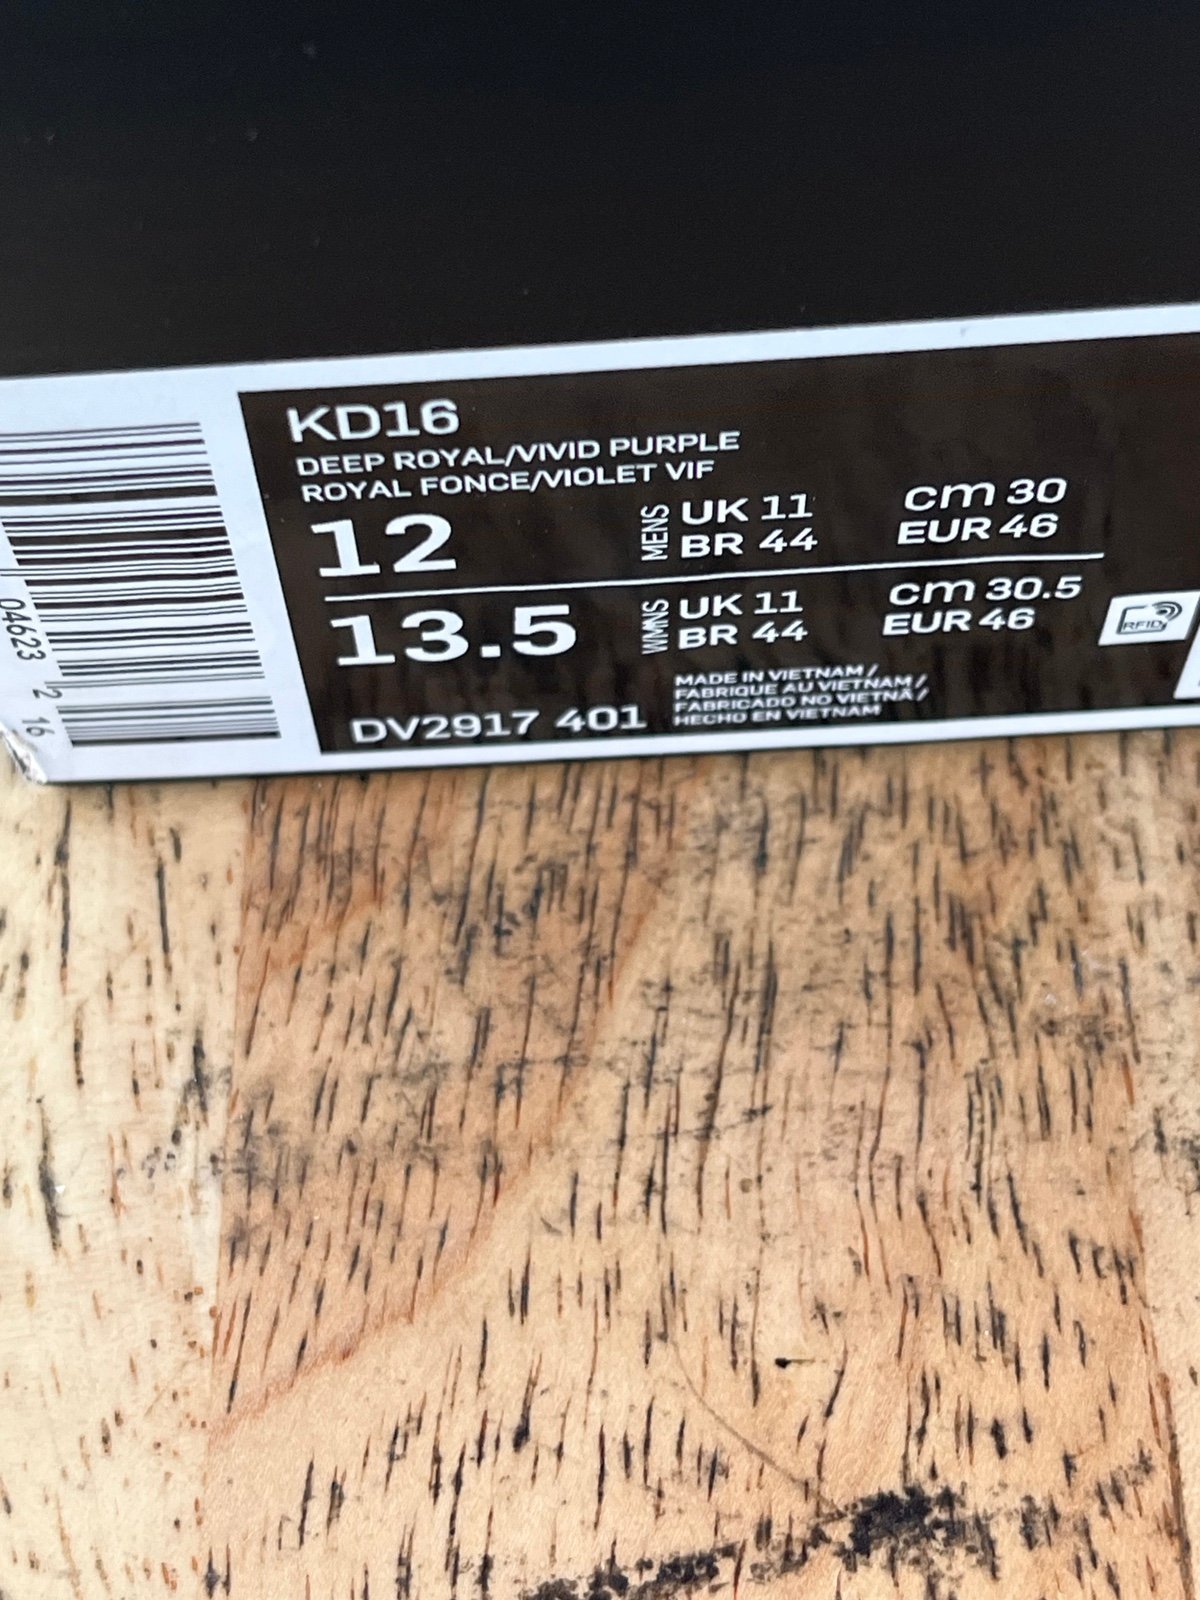 KD16
DEEP ROYAL/VIVID PURPLE
ROYAL FONCE/VIOLET VIF
12 MENS UK 11 cm 30
BR 44 EUR 46
13.5 WMNS UK 11 cm 30.5
BR 44 EUR 46
RFID
DV2917 401
MADE IN VIETNAM/
FABRIQUE AU VIETNAM/
FABRICADO NO VIETNÃ/
HECHO EN VIETNAM
04623 2 16